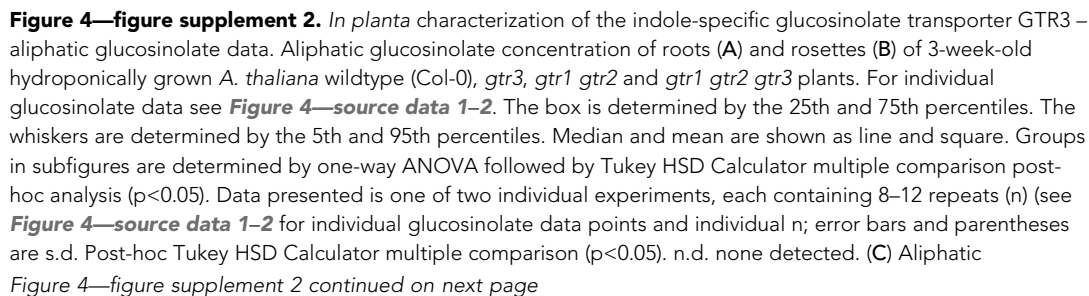 Figure 4—figure supplement 2. In planta characterization of the indole-specific glucosinolate transporter GTR3 –
aliphatic glucosinolate data. Aliphatic glucosinolate concentration of roots (A) and rosettes (B) of 3-week-old
hydroponically grown A. thaliana wildtype (Col-0), gtr3, gtr1 gtr2 and gtr1 gtr2 gtr3 plants. For individual
glucosinolate data see Figure 4—source data 1–2. The box is determined by the 25th and 75th percentiles. The
whiskers are determined by the 5th and 95th percentiles. Median and mean are shown as line and square. Groups
in subfigures are determined by one-way ANOVA followed by Tukey HSD Calculator multiple comparison post-
hoc analysis (p<0.05). Data presented is one of two individual experiments, each containing 8–12 repeats (n) (see
Figure 4—source data 1–2 for individual glucosinolate data points and individual n; error bars and parentheses
are s.d. Post-hoc Tukey HSD Calculator multiple comparison (p<0.05). n.d. none detected. (C) Aliphatic
Figure 4—figure supplement 2 continued on next page